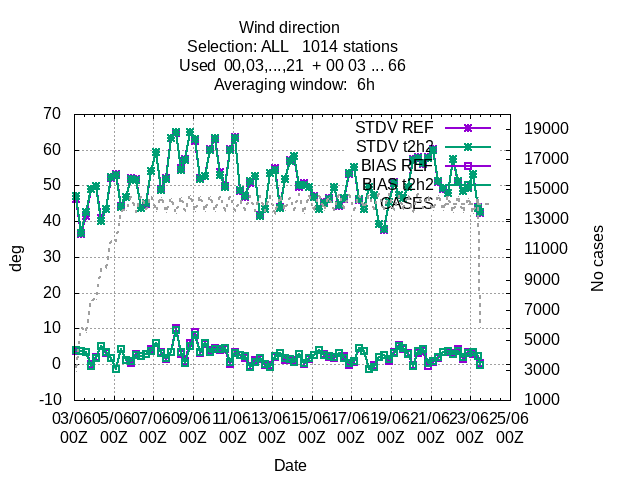 Wind direction
Selection: ALL   1014 stations
Used  00,03,...,21  + 00 03 ... 66
Averaging window:  6h
70
60
50
40
30
20
10
0
-10
deg
STDV REF
STDV t2h2
BIAS REF
BIAS t2h2
CASES
19000
17000
15000
13000
11000
9000
7000
5000
3000
1000
No cases
03/06 05/06 07/06 09/06 11/06 13/06 15/06 17/06 19/06 21/06 23/06 25/06
00Z 00Z 00Z 00Z 00Z 00Z 00Z 00Z 00Z 00Z 00Z 00Z
Date